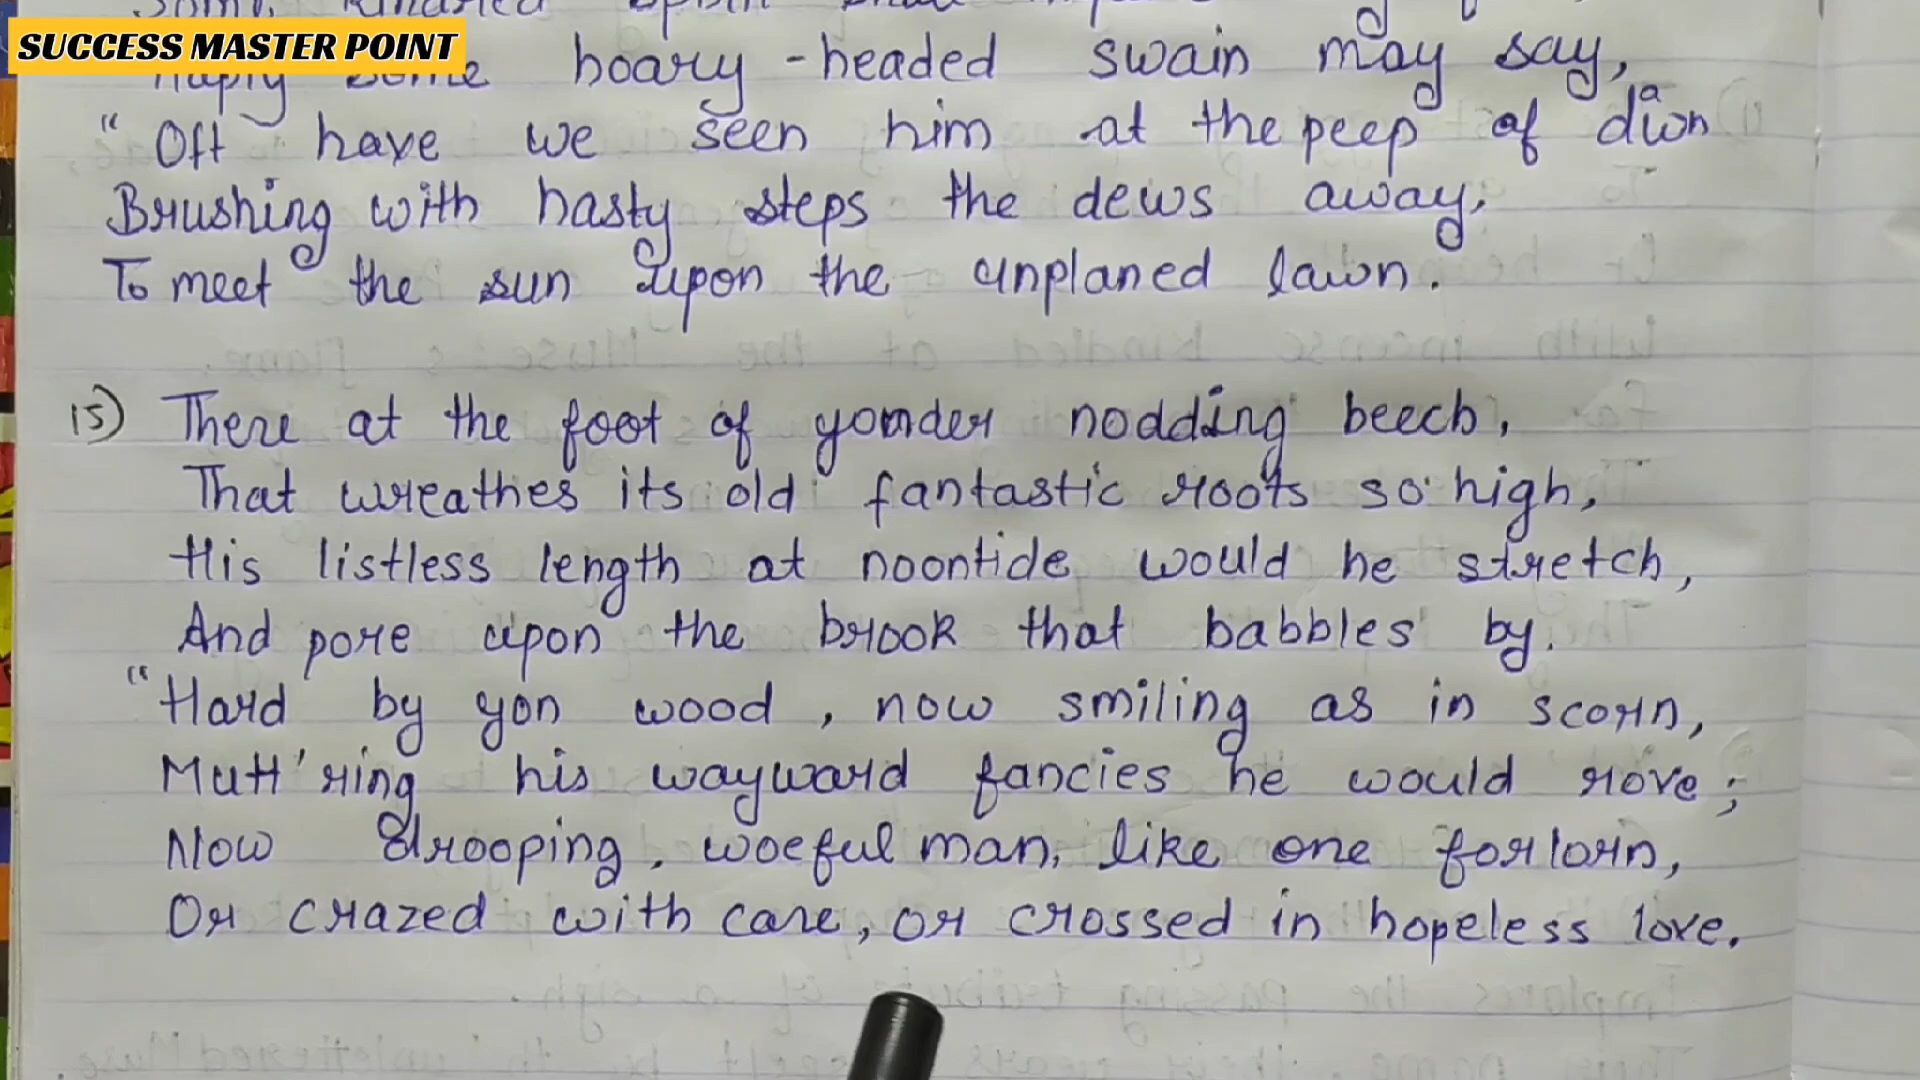 SUCCESS MASTER POINT
hoary-headed swain may say,
"Oft have we seen him at the peep of dawn
Brushing with hasty steps the dews away,
To meet the sun upon the unplaned lawn.
15) There at the foot of yonder nodding beech,
That wreathes its old fantastic roots so high,
His listless length at noontide would he stretch,
And pore upon the brook that babbles by.
"Hard by yon wood, now smiling as in scorn,
Mutt'ring his wayward fancies he would rove;
Now drooping, woeful man, like one forlorn,
Or crazed with care, or crossed in hopeless love.